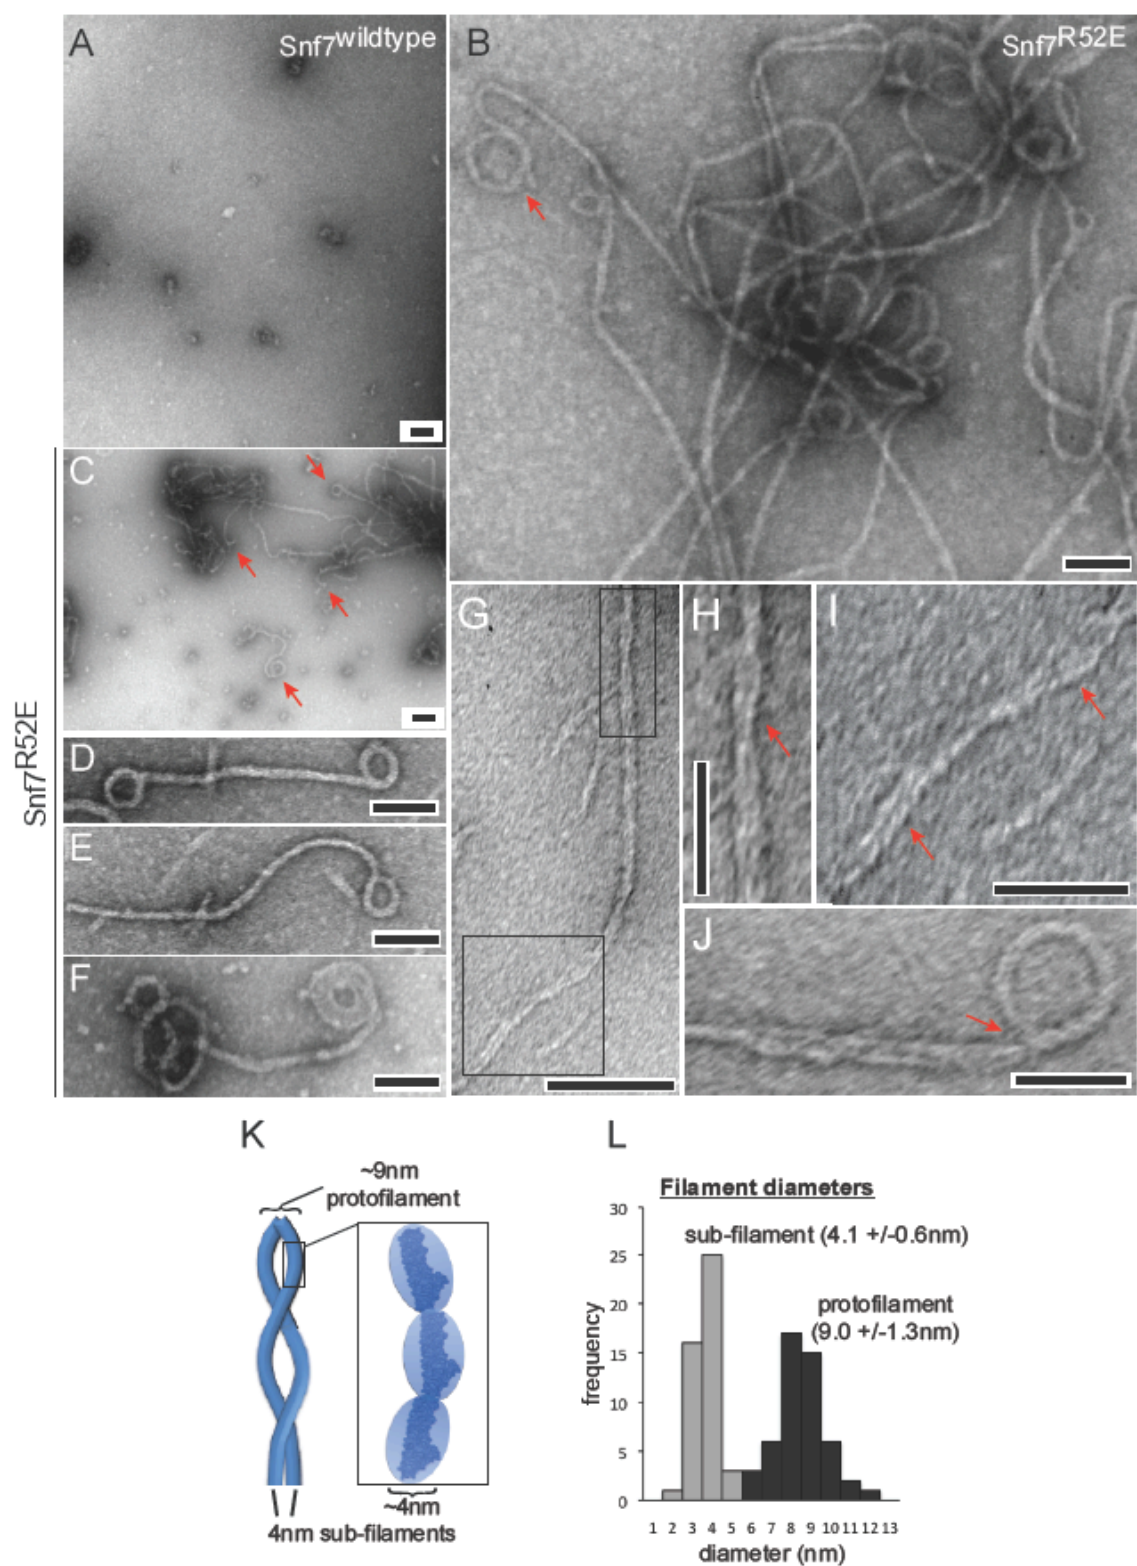 A
Snf7wildtype
B
Snf7R52E
Snf7R52E
C
D
E
F
G
H
I
J
K
~9nm
protofilament
~4nm
4nm sub-filaments
L
Filament diameters
sub-filament (4.1 +/-0.6nm)
protofilament
(9.0 +/-1.3nm)
frequency
30
25
20
15
10
5
0
1 2 3 4 5 6 7 8 9 10 11 12 13
diameter (nm)